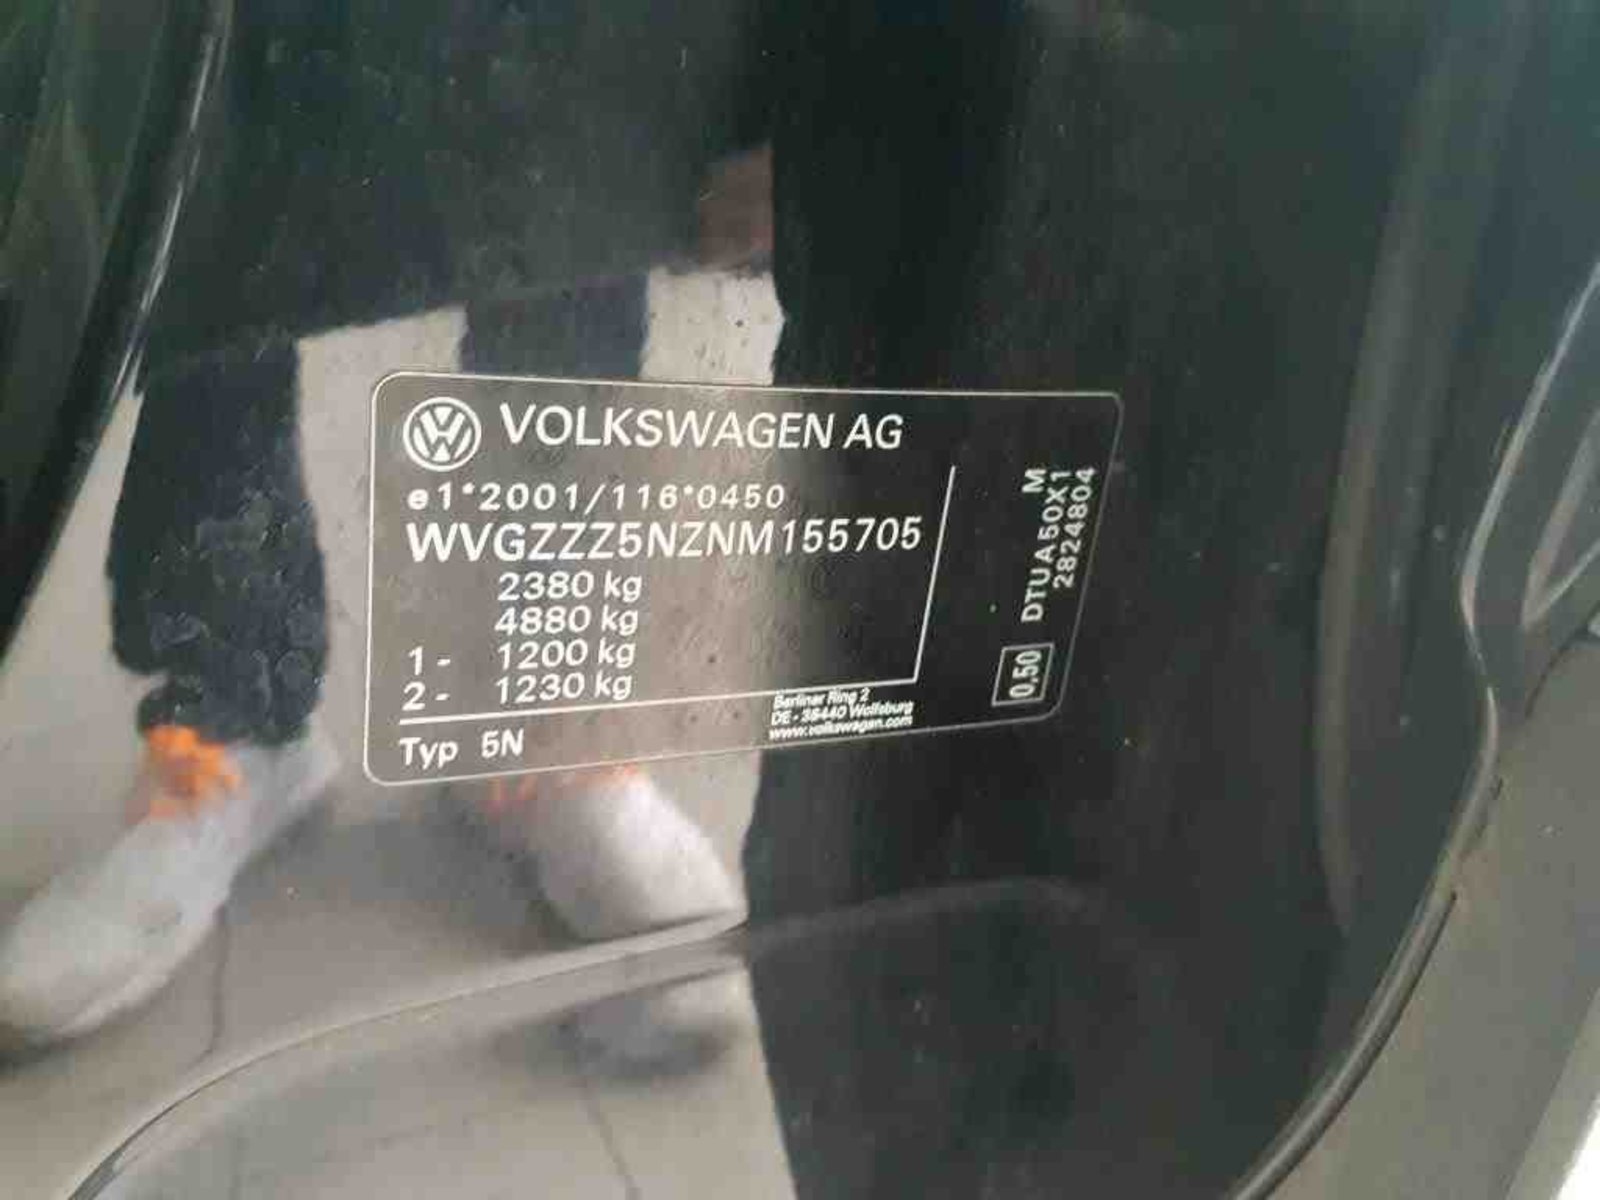 VOLKSWAGEN AG
e1*2001/116*0450
WVGZZZ5NZNM155705
2380 kg
4880 kg
1- 1200 kg
2- 1230 kg
Typ 5N
Berliner Ring 2
DE-38440 Wolfsburg
www.volkswagen.com
M
DTUA50X1
2824804
0,50